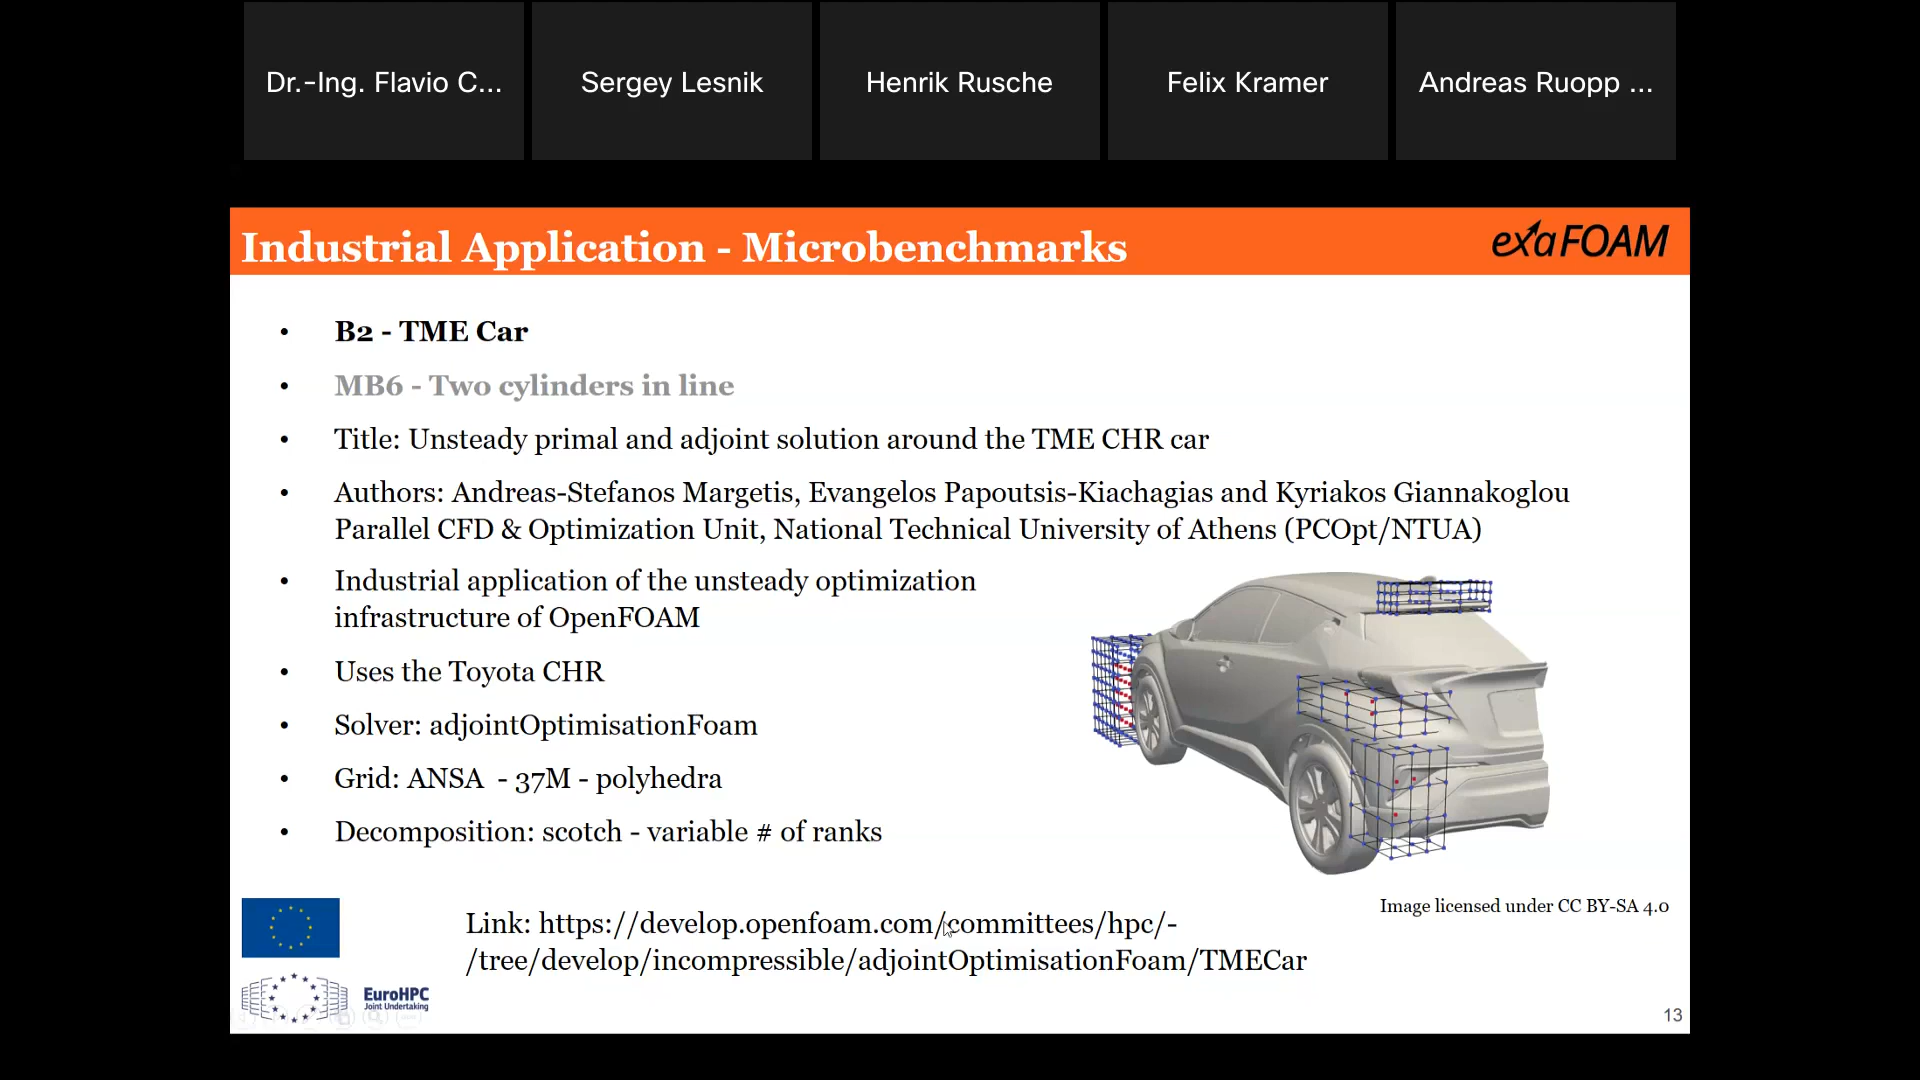 Dr.-Ing. Flavio C...
Sergey Lesnik
Henrik Rusche
Felix Kramer
Andreas Ruopp ...
Industrial Application - Microbenchmarks
exaFOAM
• B2 - TME Car
• MB6 - Two cylinders in line
• Title: Unsteady primal and adjoint solution around the TME CHR car
• Authors: Andreas-Stefanos Margetis, Evangelos Papoutsis-Kiachagias and Kyriakos Giannakoglou
Parallel CFD & Optimization Unit, National Technical University of Athens (PCOpt/NTUA)
• Industrial application of the unsteady optimization
infrastructure of OpenFOAM
• Uses the Toyota CHR
• Solver: adjointOptimisationFoam
• Grid: ANSA - 37M - polyhedra
• Decomposition: scotch - variable # of ranks
Image licensed under CC BY-SA 4.0
Link: https://develop.openfoam.com/committees/hpc/-
/tree/develop/incompressible/adjointOptimisationFoam/TMECar
EuroHPC
Joint Undertaking
13